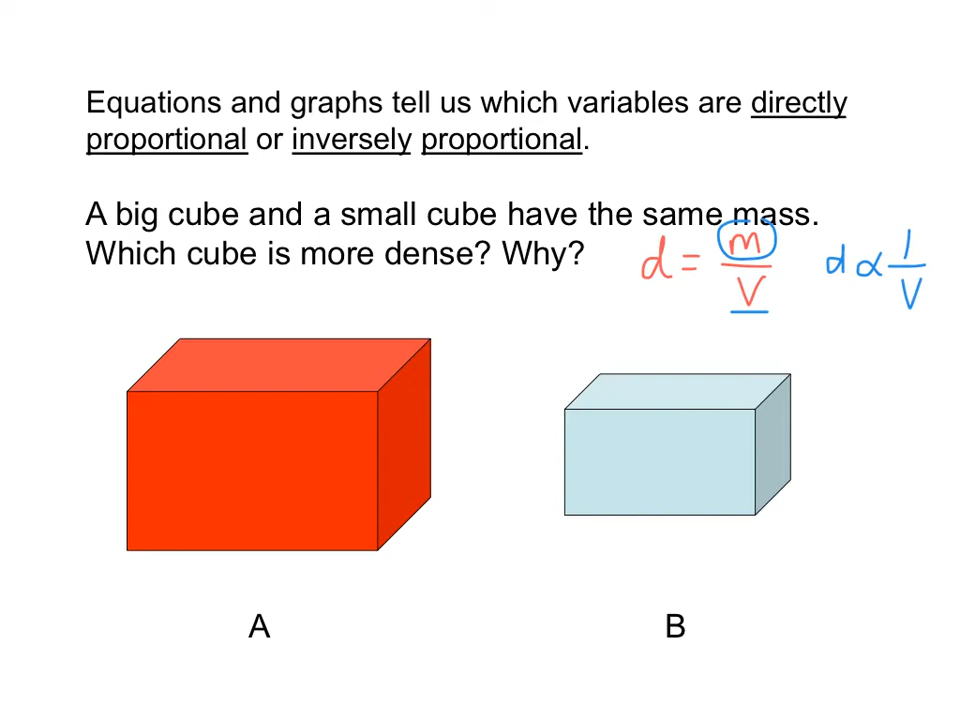 Equations and graphs tell us which variables are directly
proportional or inversely proportional.
A big cube and a small cube have the same mass.
Which cube is more dense? Why?
d = m/V
d ∝ 1/V
A
B